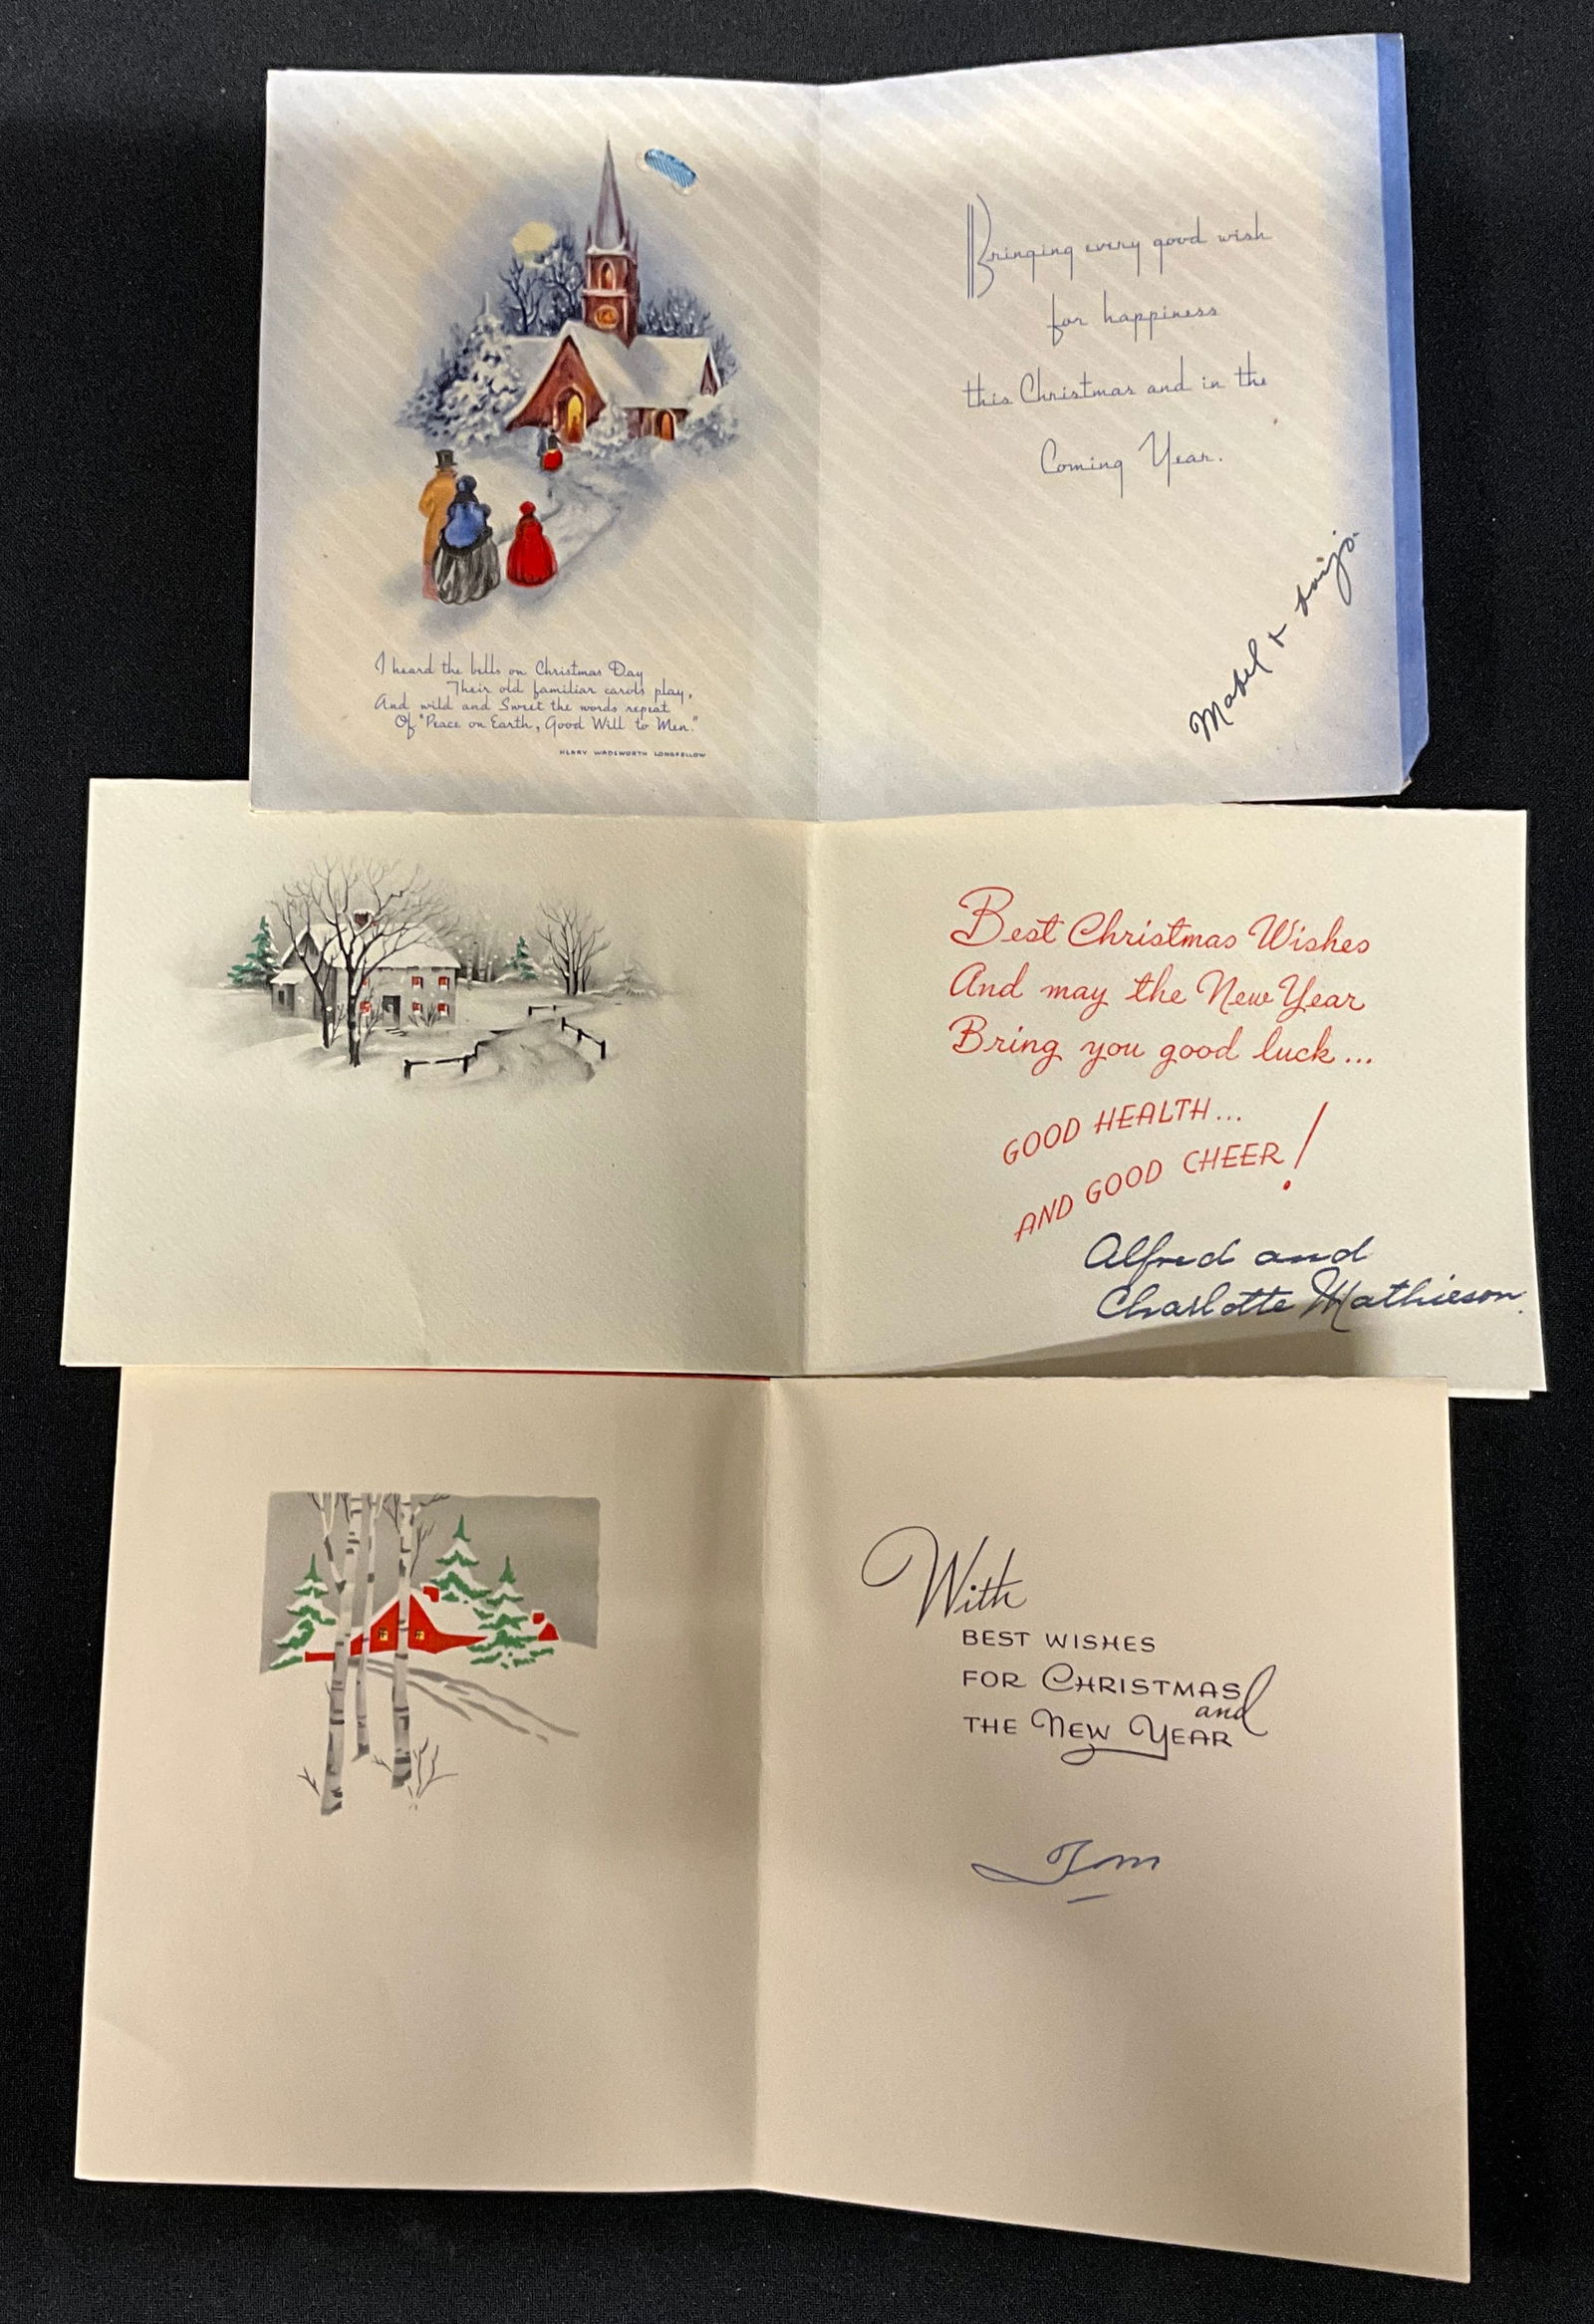 I heard the bells on Christmas Day
Their old familiar carols play,
And wild and Sweet the words repeat
Of "Peace on Earth, Good Will to Men."
HENRY WADSWORTH LONGFELLOW
Bringing every good wish
for happiness
this Christmas and in the
Coming Year.
Mabel +
Best Christmas Wishes
And may the New Year
Bring you good luck...
GOOD HEALTH...
AND GOOD CHEER!
Alfred and
Charlotte Mathieson.
With
BEST WISHES
FOR CHRISTMAS
and
THE NEW YEAR